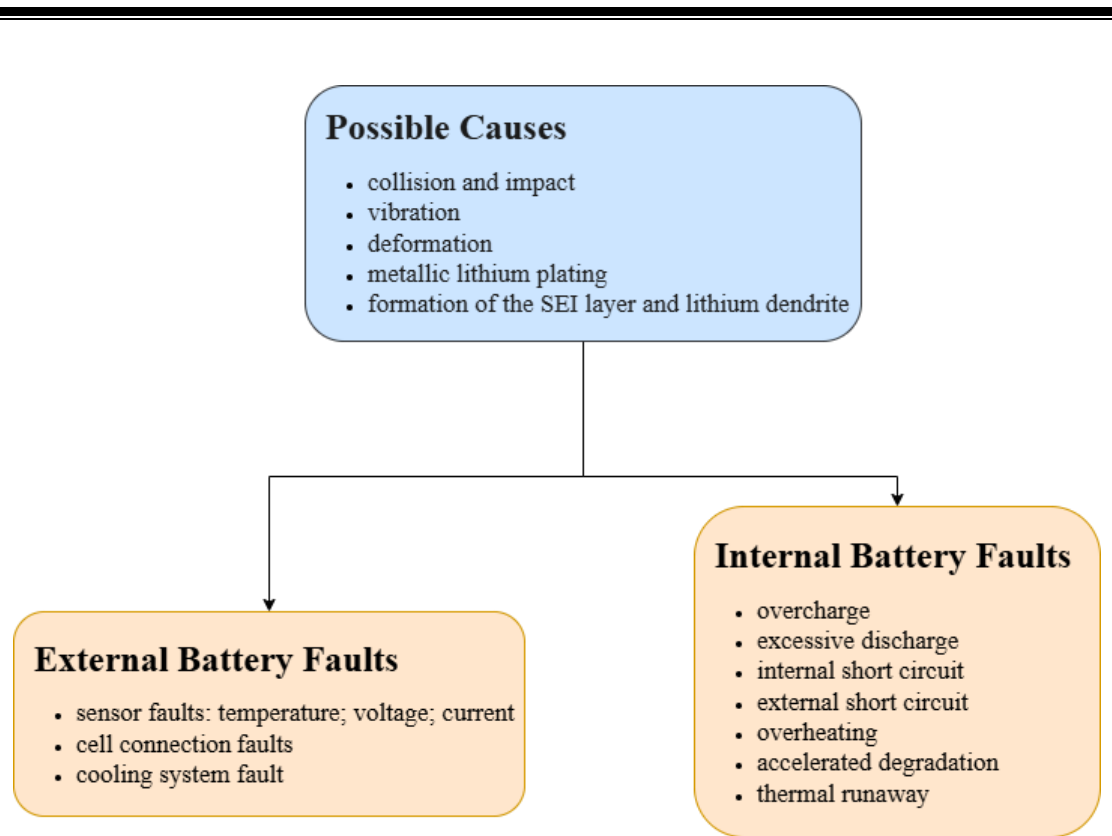 Possible Causes
collision and impact
vibration
deformation
metallic lithium plating
formation of the SEI layer and lithium dendrite
External Battery Faults
sensor faults: temperature; voltage; current
cell connection faults
cooling system fault
Internal Battery Faults
overcharge
excessive discharge
internal short circuit
external short circuit
overheating
accelerated degradation
thermal runaway